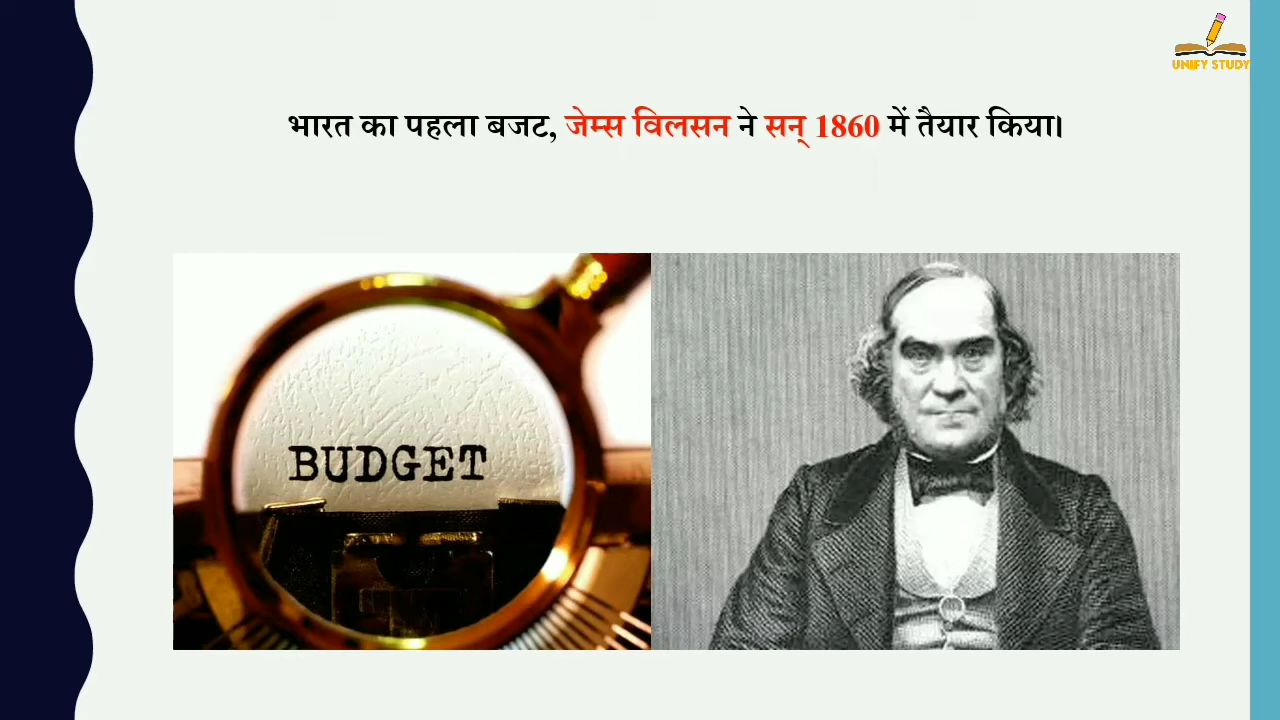 UNIFY STUDY
भारत का पहला बजट, जेम्स विलसन ने सन् 1860 में तैयार किया।
BUDGET